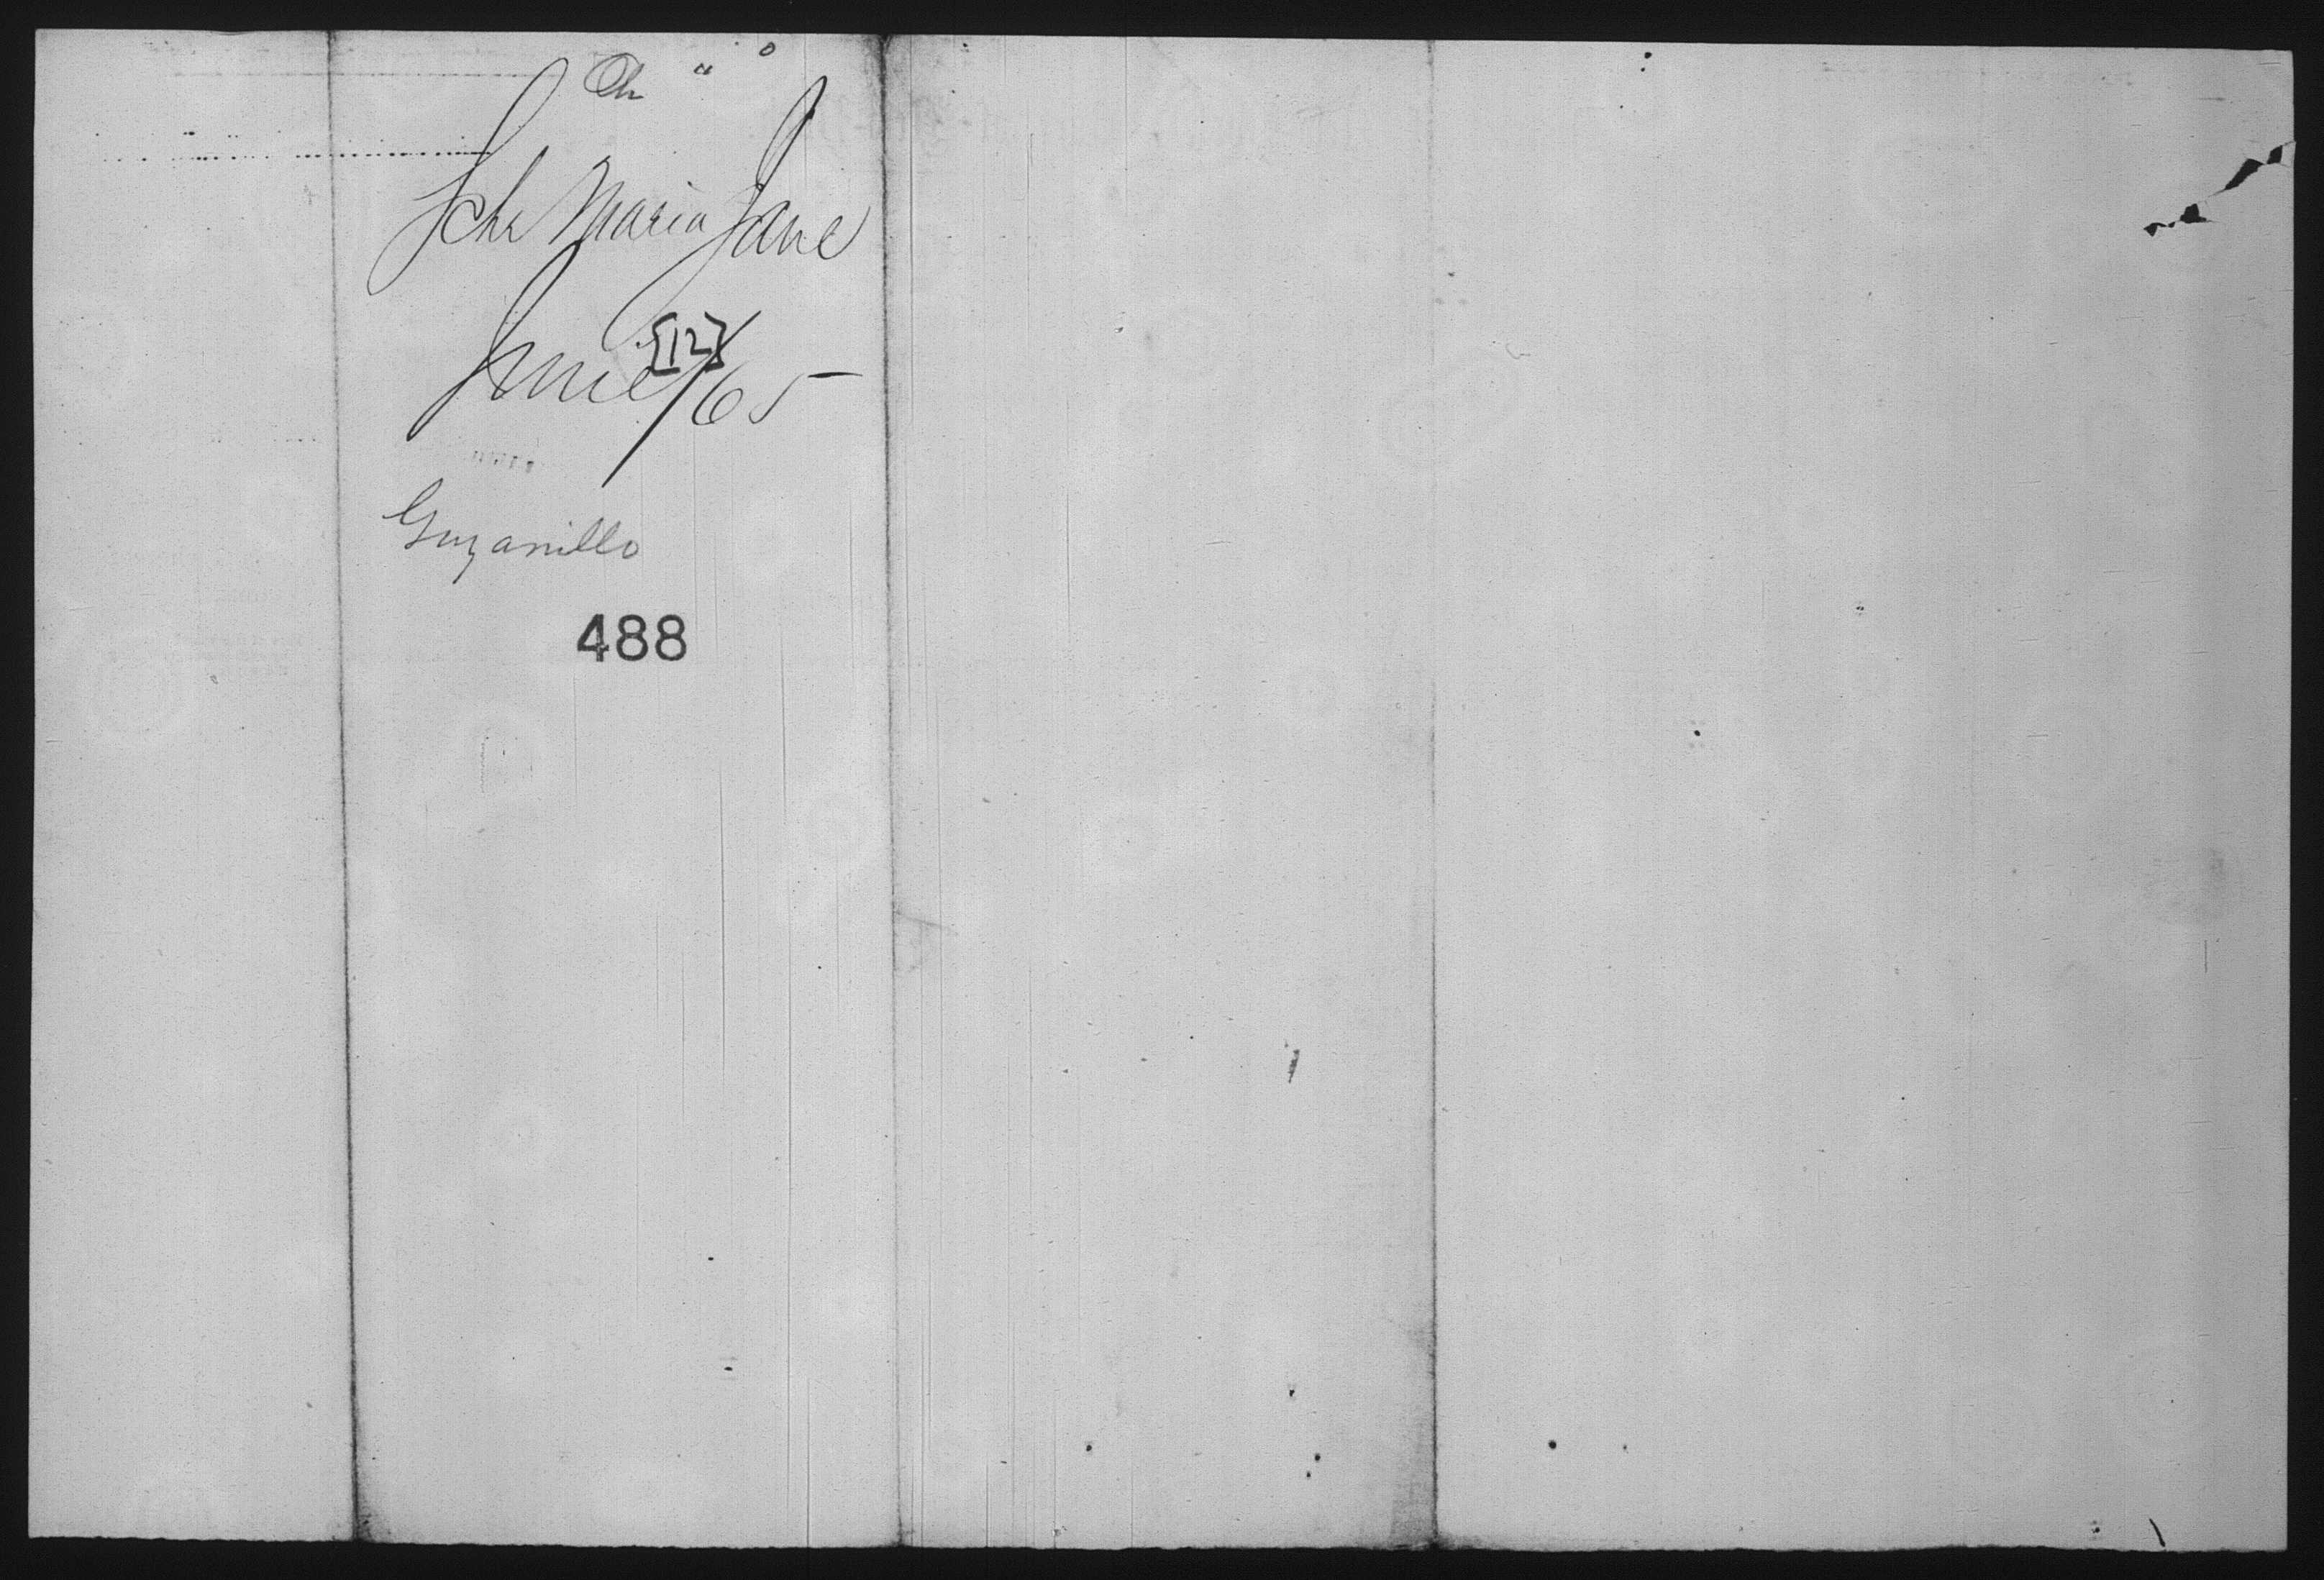 Sch Maria Jane
June [12]/65
Guzanillo
488